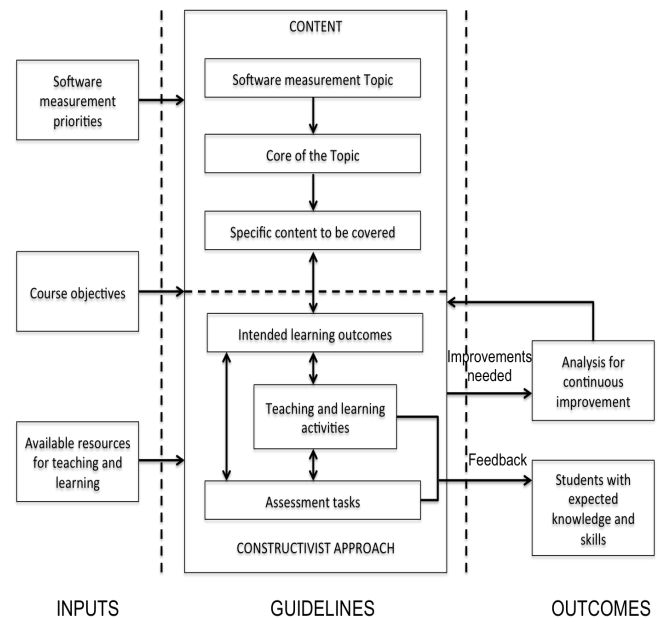 CONTENT
Software measurement Topic
Core of the Topic
Specific content to be covered
Software
measurement
priorities
Course objectives
Available resources
for teaching and
learning
Intended learning outcomes
Teaching and learning
activities
Assessment tasks
CONSTRUCTIVIST APPROACH
Improvements
needed
Feedback
Analysis for
continuous
improvement
Students with
expected
knowledge and
skills
INPUTS
GUIDELINES
OUTCOMES